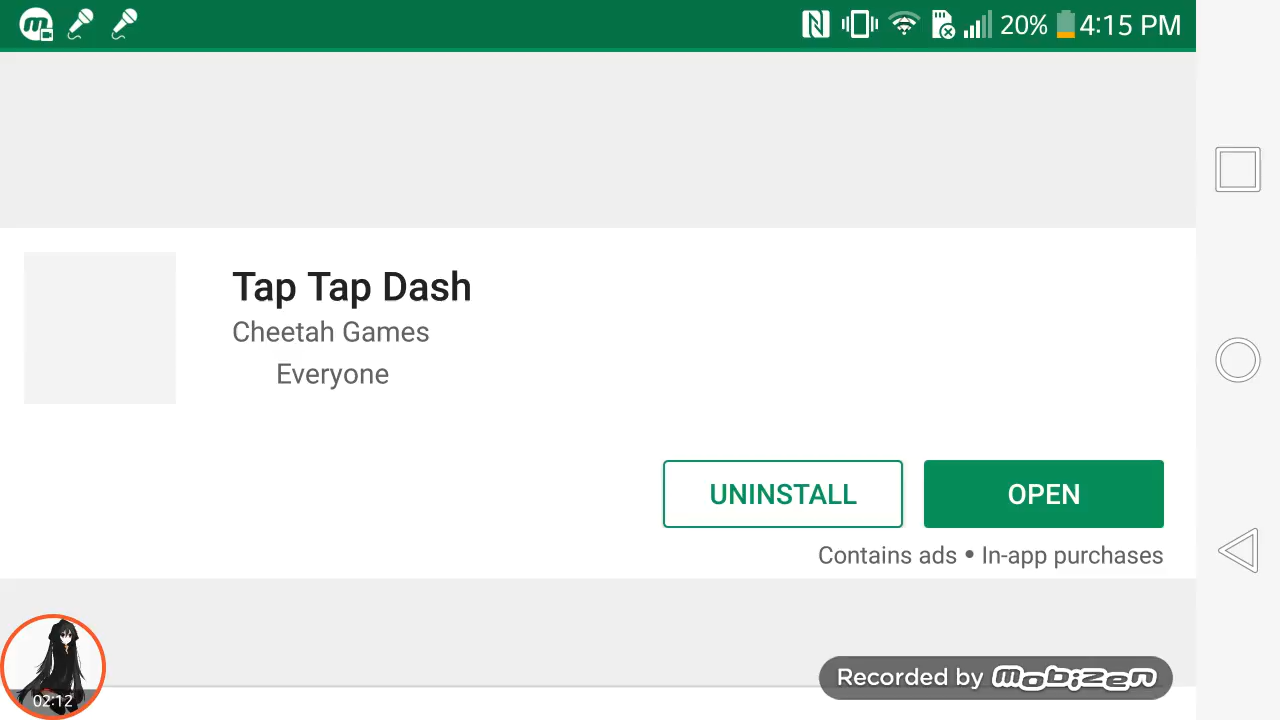 20% 4:15 PM
Tap Tap Dash
Cheetah Games
Everyone
UNINSTALL
OPEN
Contains ads • In-app purchases
02:12
Recorded by mobizen